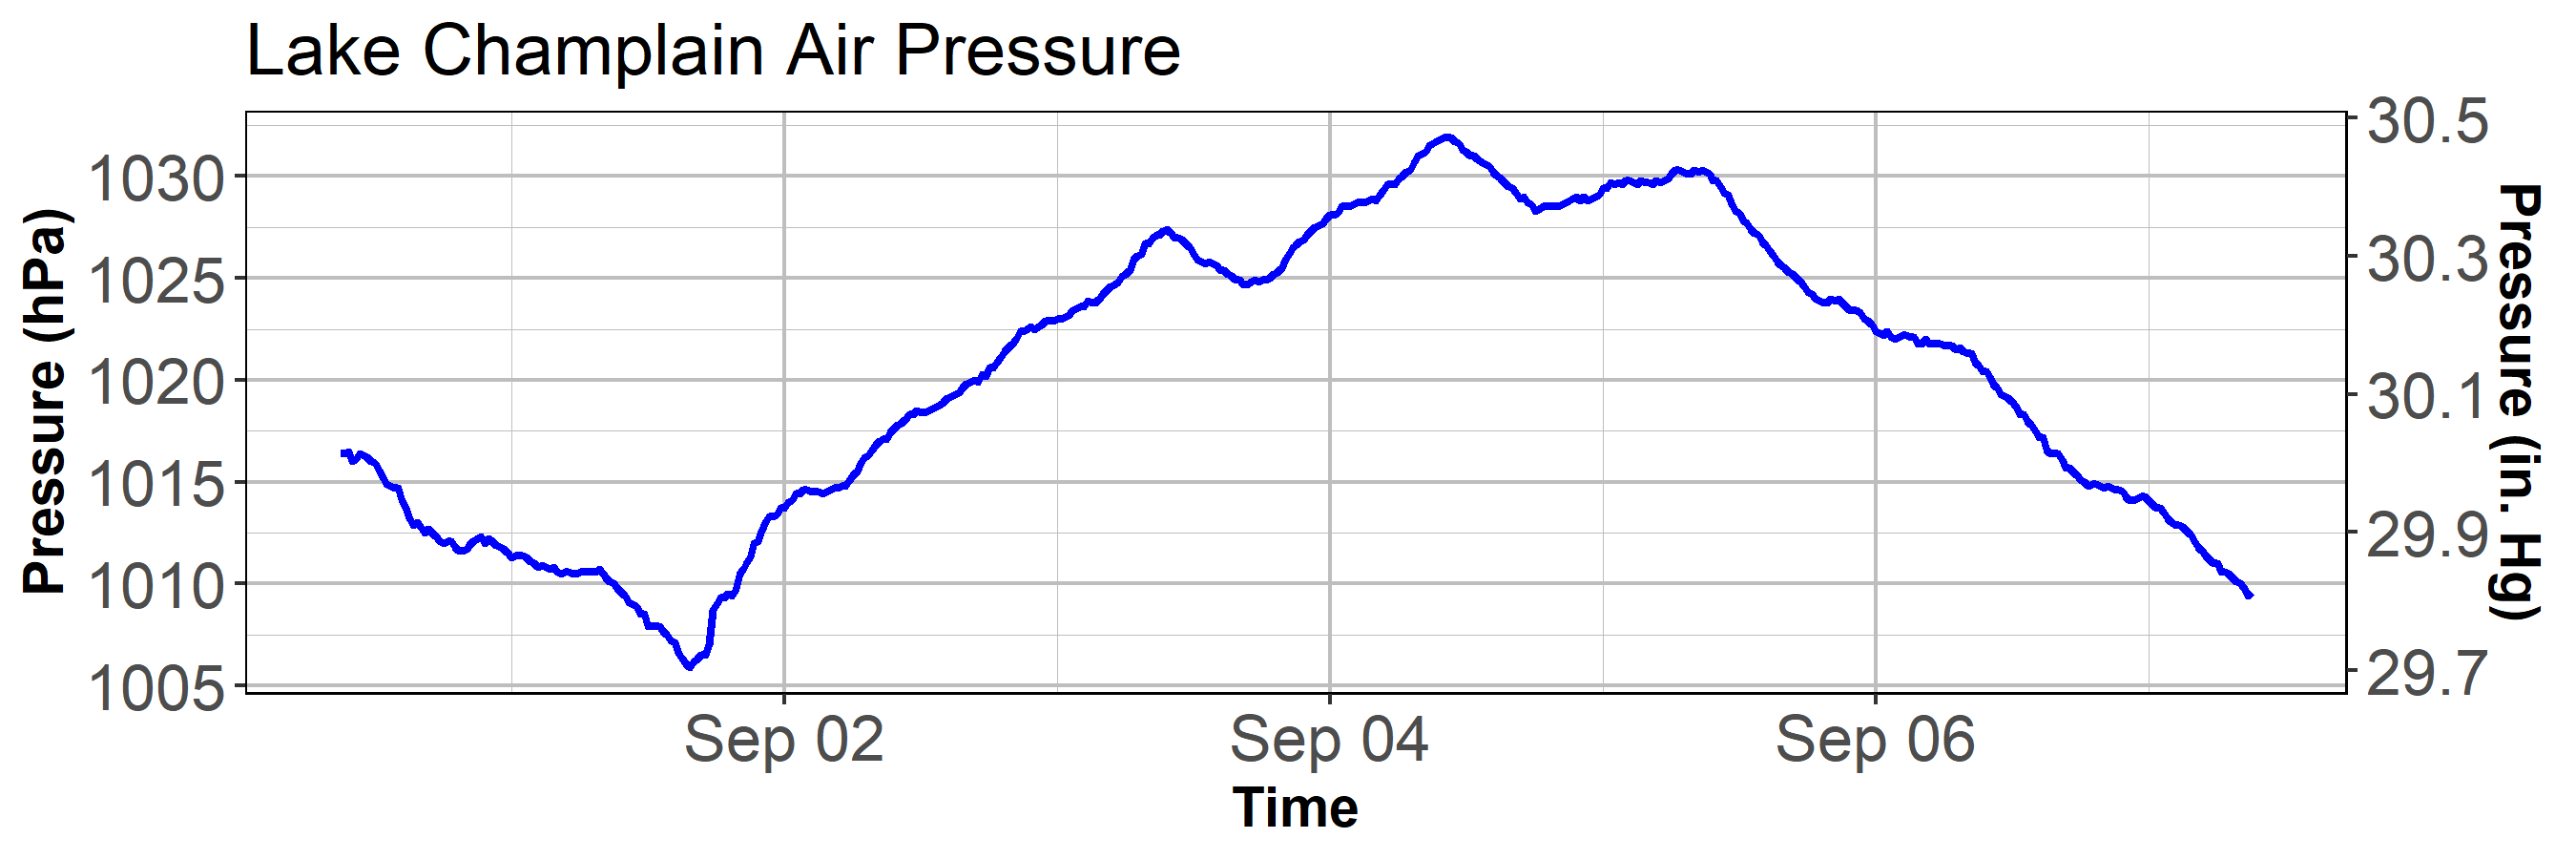 Lake Champlain Air Pressure
Pressure (hPa)
1030
1025
1020
1015
1010
1005
30.5
30.3
30.1
29.9
29.7
Pressure (in. Hg)
Sep 02
Sep 04
Sep 06
Time